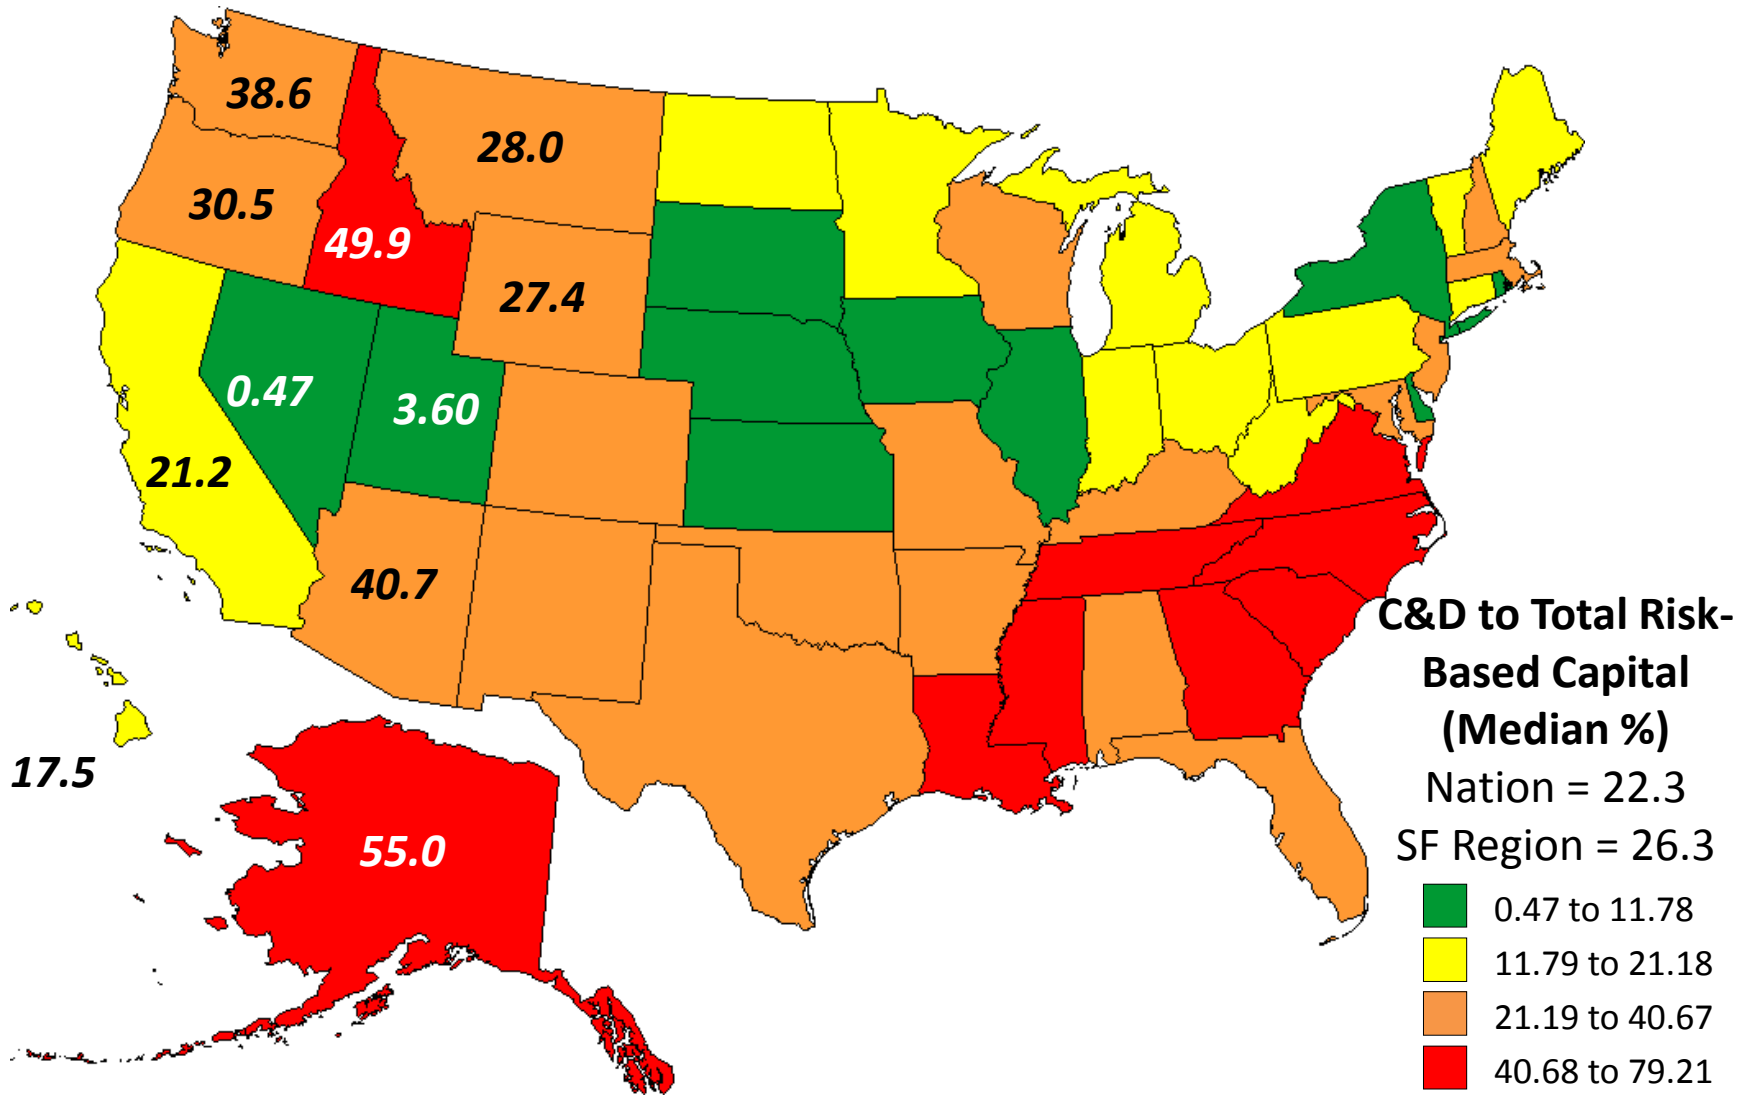 38.6
28.0
30.5
49.9
27.4
0.47
3.60
21.2
40.7
17.5
55.0
C&D to Total Risk-
Based Capital
(Median %)
Nation = 22.3
SF Region = 26.3
0.47 to 11.78
11.79 to 21.18
21.19 to 40.67
40.68 to 79.21